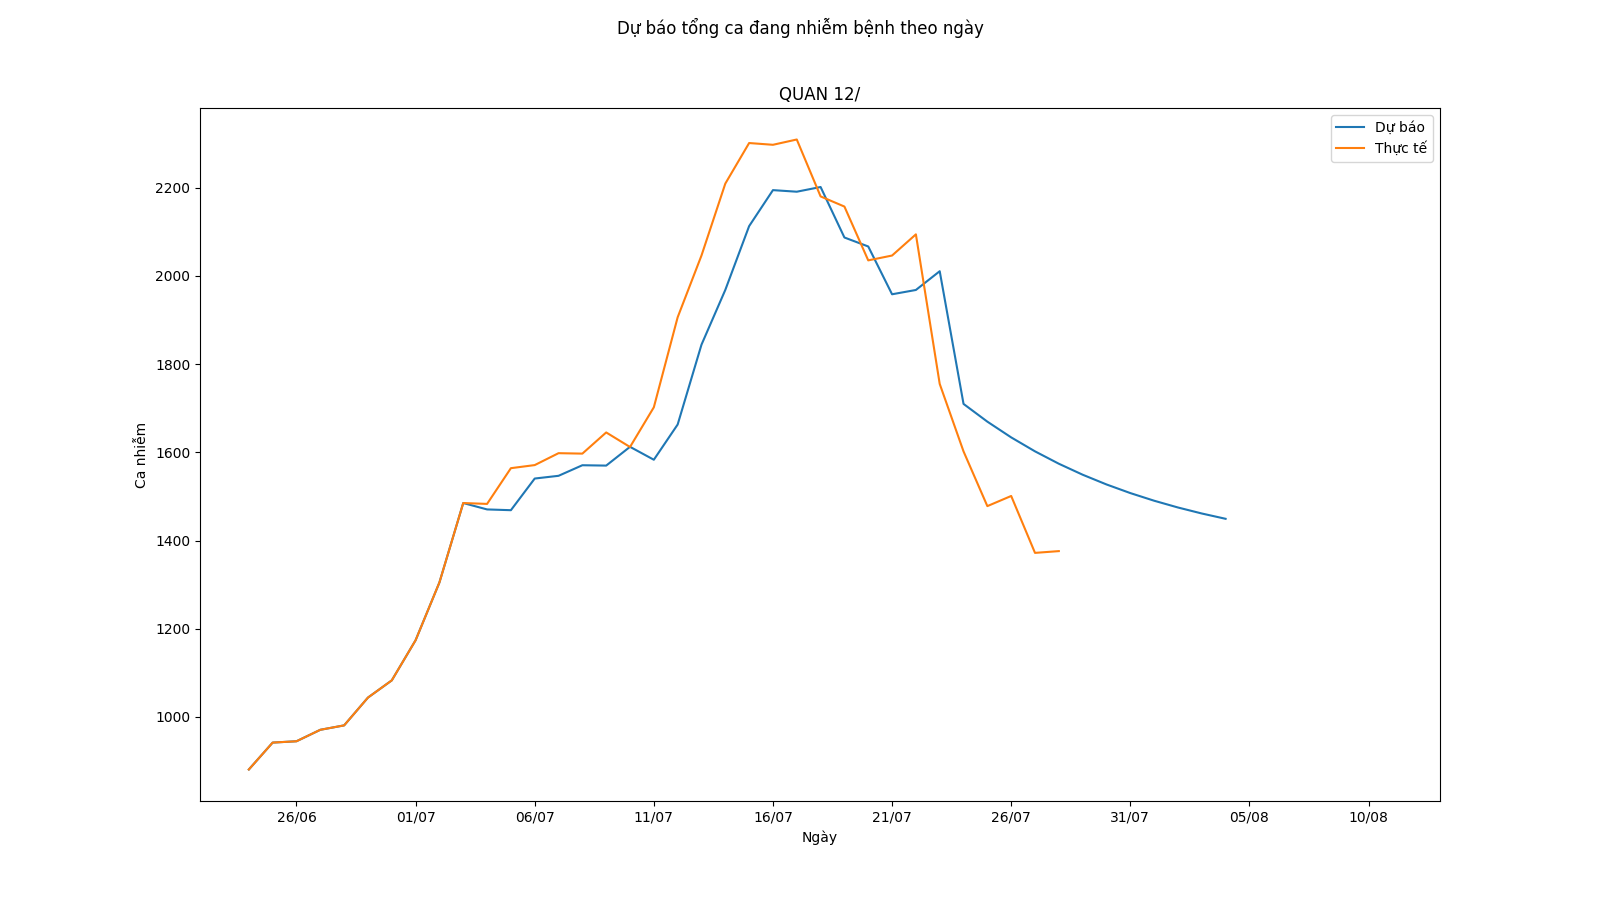 Dự báo tổng ca đang nhiễm bệnh theo ngày
QUAN 12/
Dự báo
Thực tế
2200
2000
1800
1600
1400
1200
1000
Ca nhiễm
26/06 01/07 06/07 11/07 16/07 21/07 26/07 31/07 05/08 10/08
Ngày